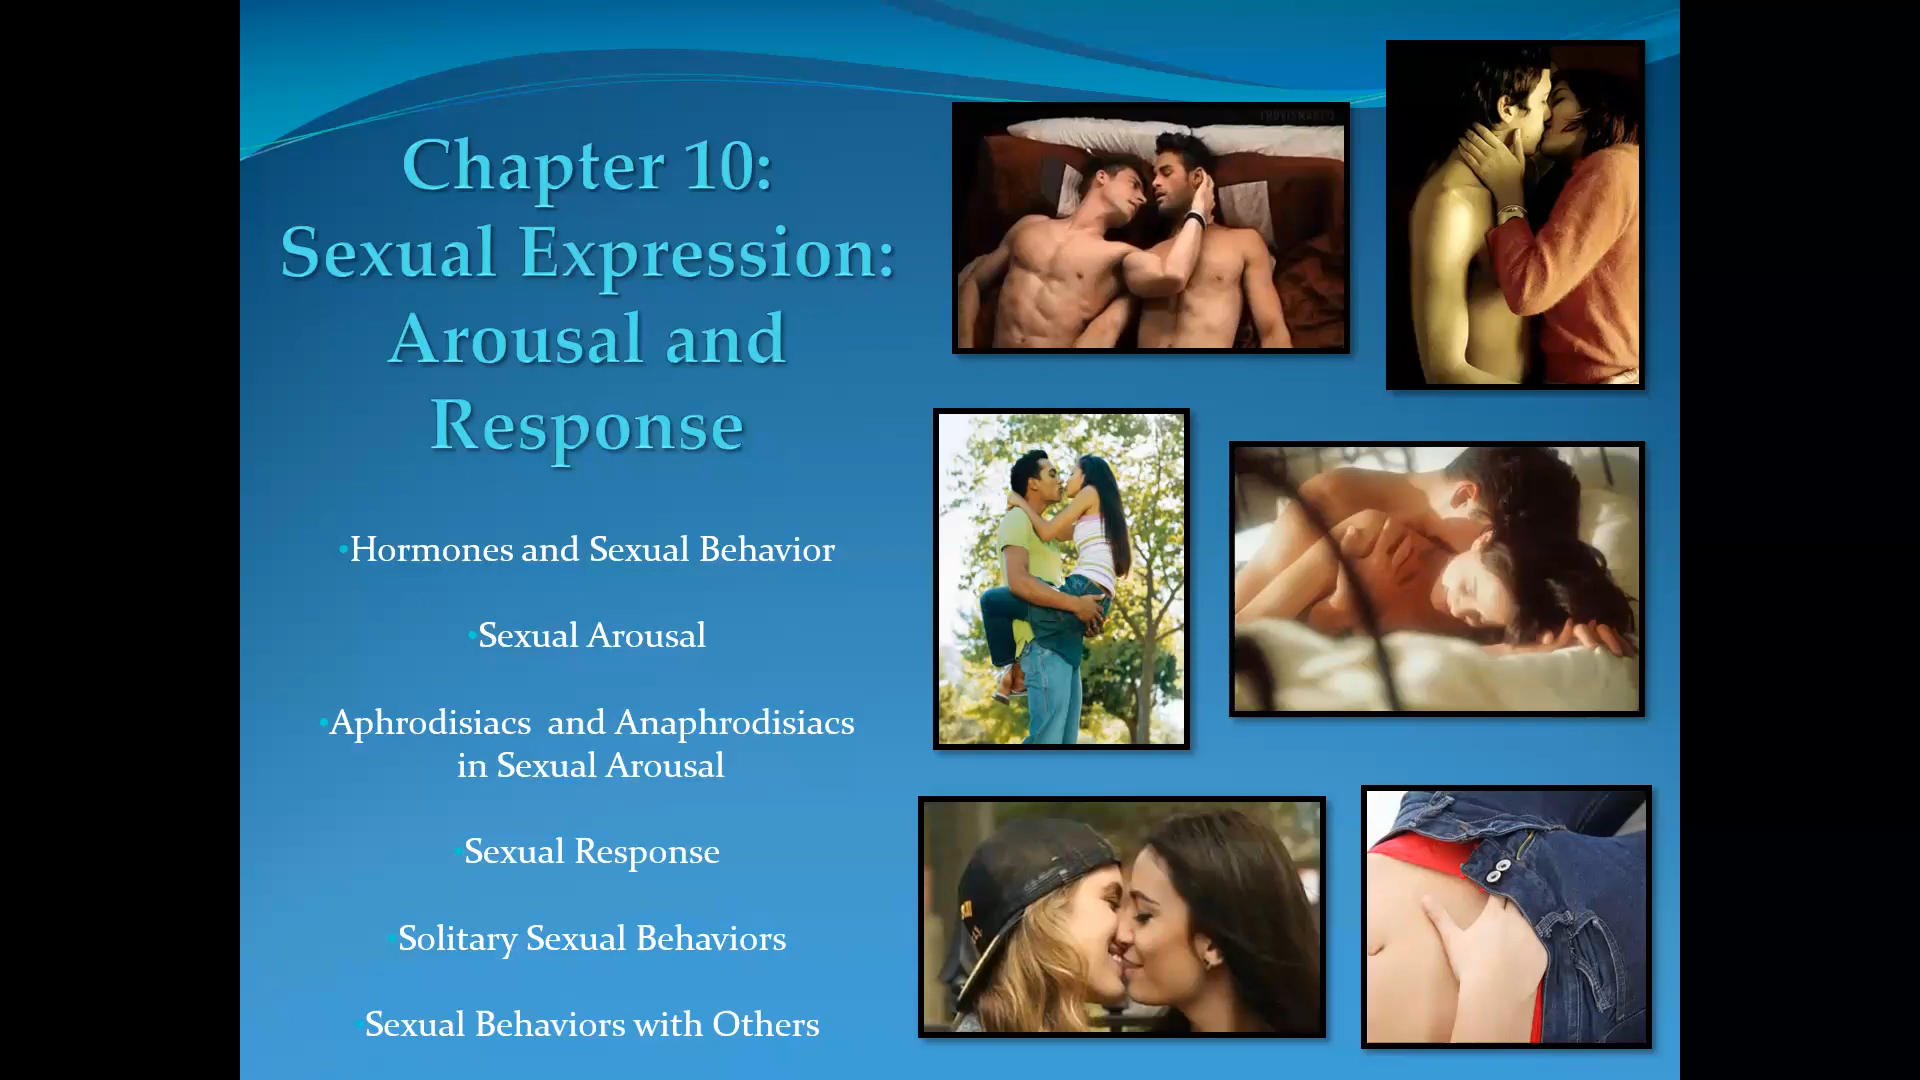 Chapter 10:
Sexual Expression:
Arousal and
Response
•Hormones and Sexual Behavior
•Sexual Arousal
•Aphrodisiacs  and Anaphrodisiacs
in Sexual Arousal
•Sexual Response
•Solitary Sexual Behaviors
•Sexual Behaviors with Others